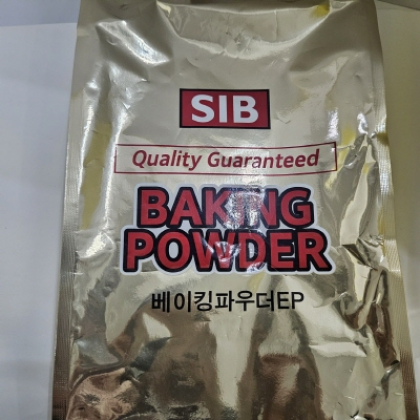 SIB
Quality Guaranteed
BAKING
POWDER
베이킹파우더EP